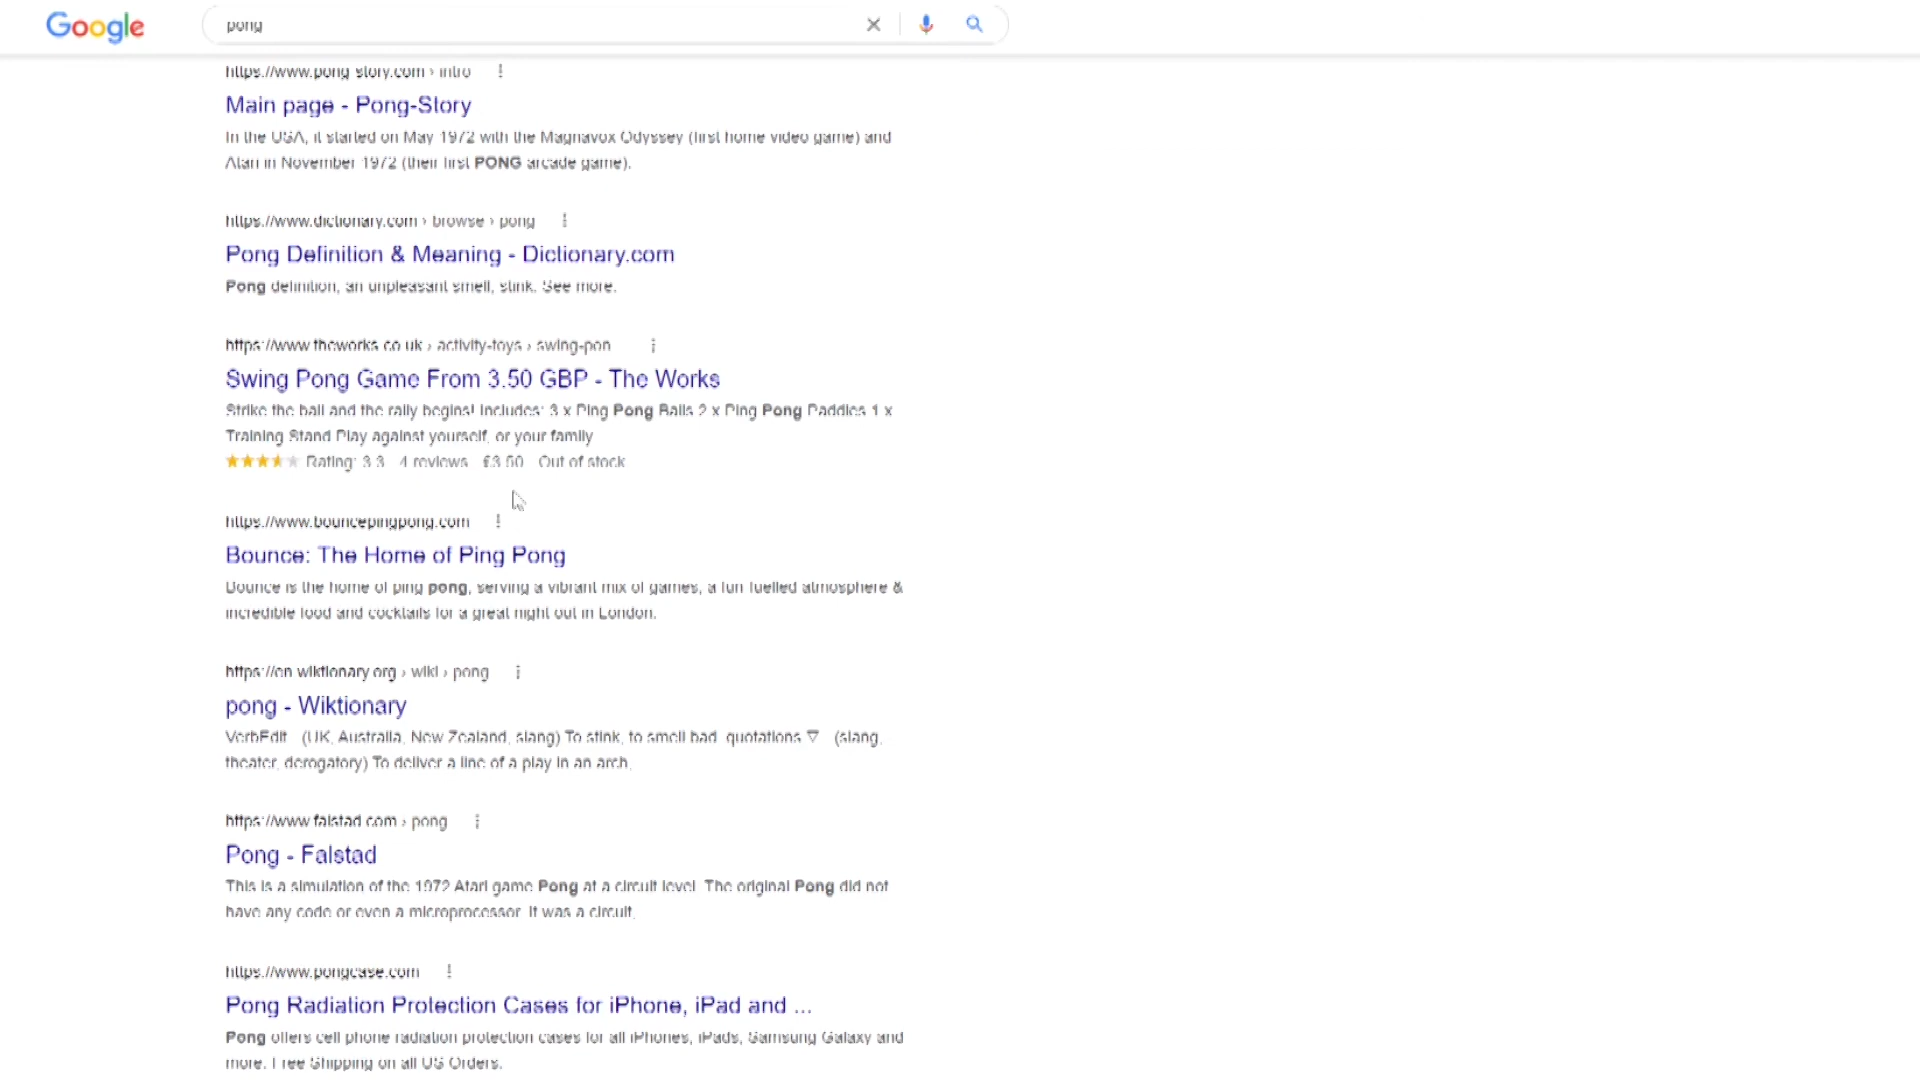 Google
pong
https://www.pong-story.com › intro
Main page - Pong-Story
In the USA, it started on May 1972 with the Magnavox Odyssey (first home video game) and
Atari in November 1972 (their first PONG arcade game).
https://www.dictionary.com › browse › pong
Pong Definition & Meaning - Dictionary.com
Pong definition, an unpleasant smell; stink. See more.
https://www.theworks.co.uk › activity-toys › swing-pon
Swing Pong Game From 3.50 GBP - The Works
Strike the ball and the rally begins! Includes: 3 x Ping Pong Balls 2 x Ping Pong Paddles 1 x
Training Stand Play against yourself, or your family
Rating: 3.3 4 reviews £3.50 Out of stock
https://www.bouncepingpong.com
Bounce: The Home of Ping Pong
Bounce is the home of ping pong, serving a vibrant mix of games, a fun fuelled atmosphere &
incredible food and cocktails for a great night out in London.
https://en.wiktionary.org › wiki › pong
pong - Wiktionary
VerbEdit (UK, Australia, New Zealand, slang) To stink, to smell bad. quotations ▽ (slang,
theater, derogatory) To deliver a line of a play in an arch,
https://www.falstad.com › pong
Pong - Falstad
This is a simulation of the 1972 Atari game Pong at a circuit level. The original Pong did not
have any code or even a microprocessor. It was a circuit,
https://www.pongcase.com
Pong Radiation Protection Cases for iPhone, iPad and ...
Pong offers cell phone radiation protection cases for all iPhones, iPads, Samsung Galaxy and
more. Free Shipping on all US Orders.